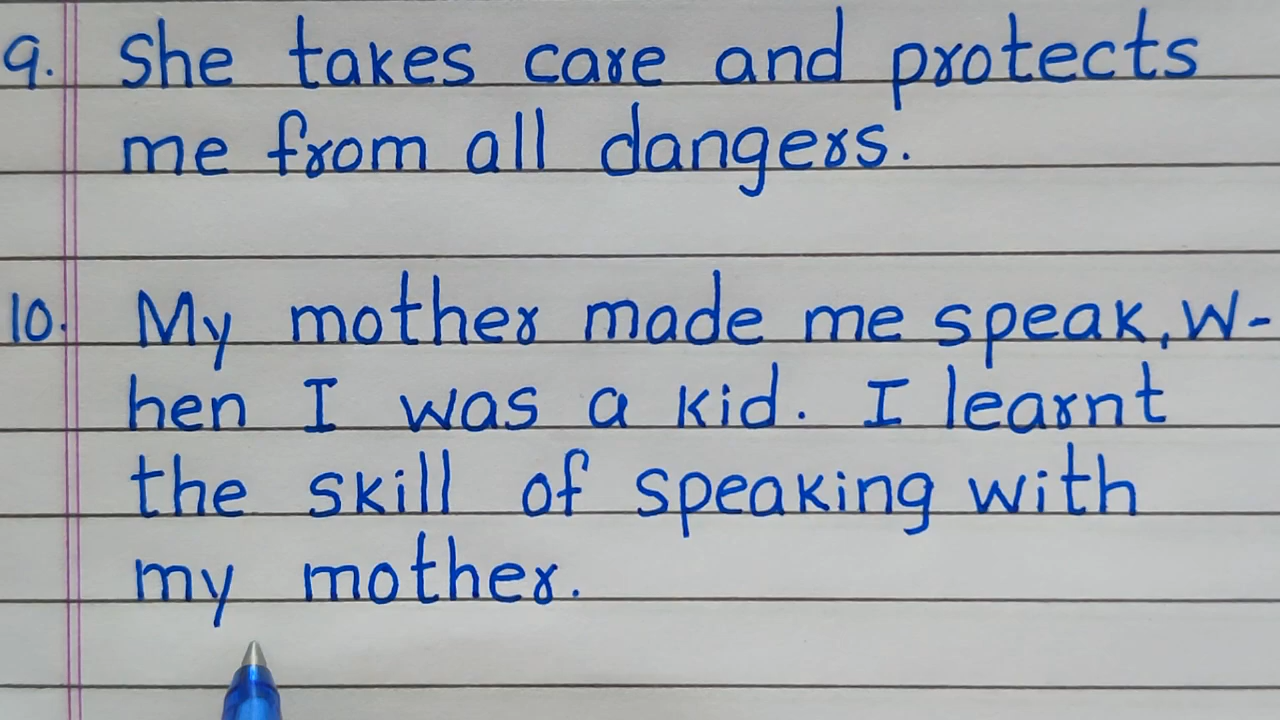 9. She takes care and protects
me from all dangers.
10. My mother made me speak, w-
hen I was a kid. I learnt
the skill of speaking with
my mother.